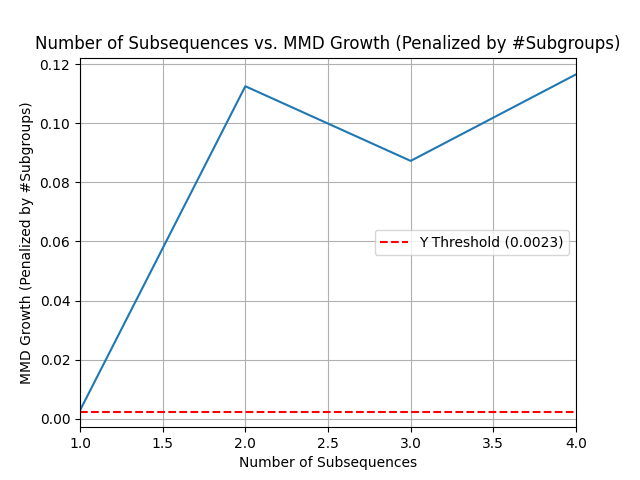 Number of Subsequences vs. MMD Growth (Penalized by #Subgroups)
MMD Growth (Penalized by #Subgroups)
0.12
0.10
0.08
0.06
0.04
0.02
0.00
Y Threshold (0.0023)
1.0 1.5 2.0 2.5 3.0 3.5 4.0
Number of Subsequences